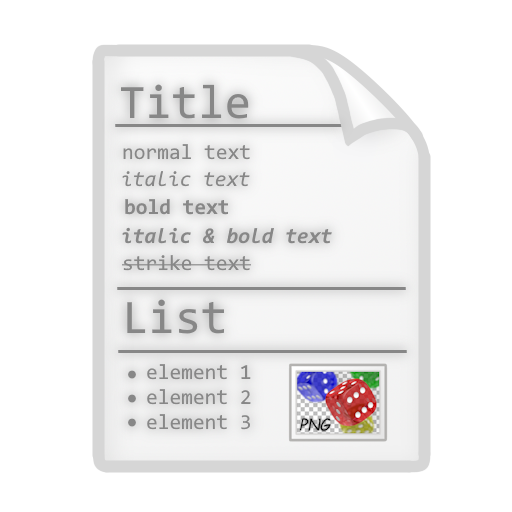 Title
normal text
italic text
bold text
italic & bold text
strike text
List
• element 1
• element 2
• element 3
PNG